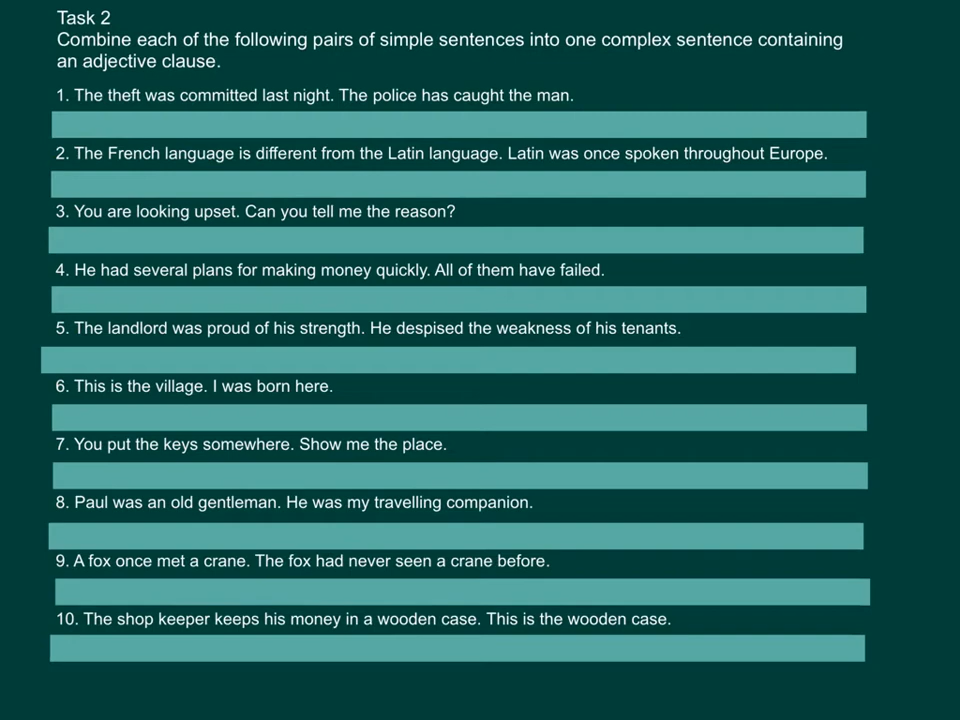 Task 2
Combine each of the following pairs of simple sentences into one complex sentence containing
an adjective clause.
1. The theft was committed last night. The police has caught the man.
2. The French language is different from the Latin language. Latin was once spoken throughout Europe.
3. You are looking upset. Can you tell me the reason?
4. He had several plans for making money quickly. All of them have failed.
5. The landlord was proud of his strength. He despised the weakness of his tenants.
6. This is the village. I was born here.
7. You put the keys somewhere. Show me the place.
8. Paul was an old gentleman. He was my travelling companion.
9. A fox once met a crane. The fox had never seen a crane before.
10. The shop keeper keeps his money in a wooden case. This is the wooden case.